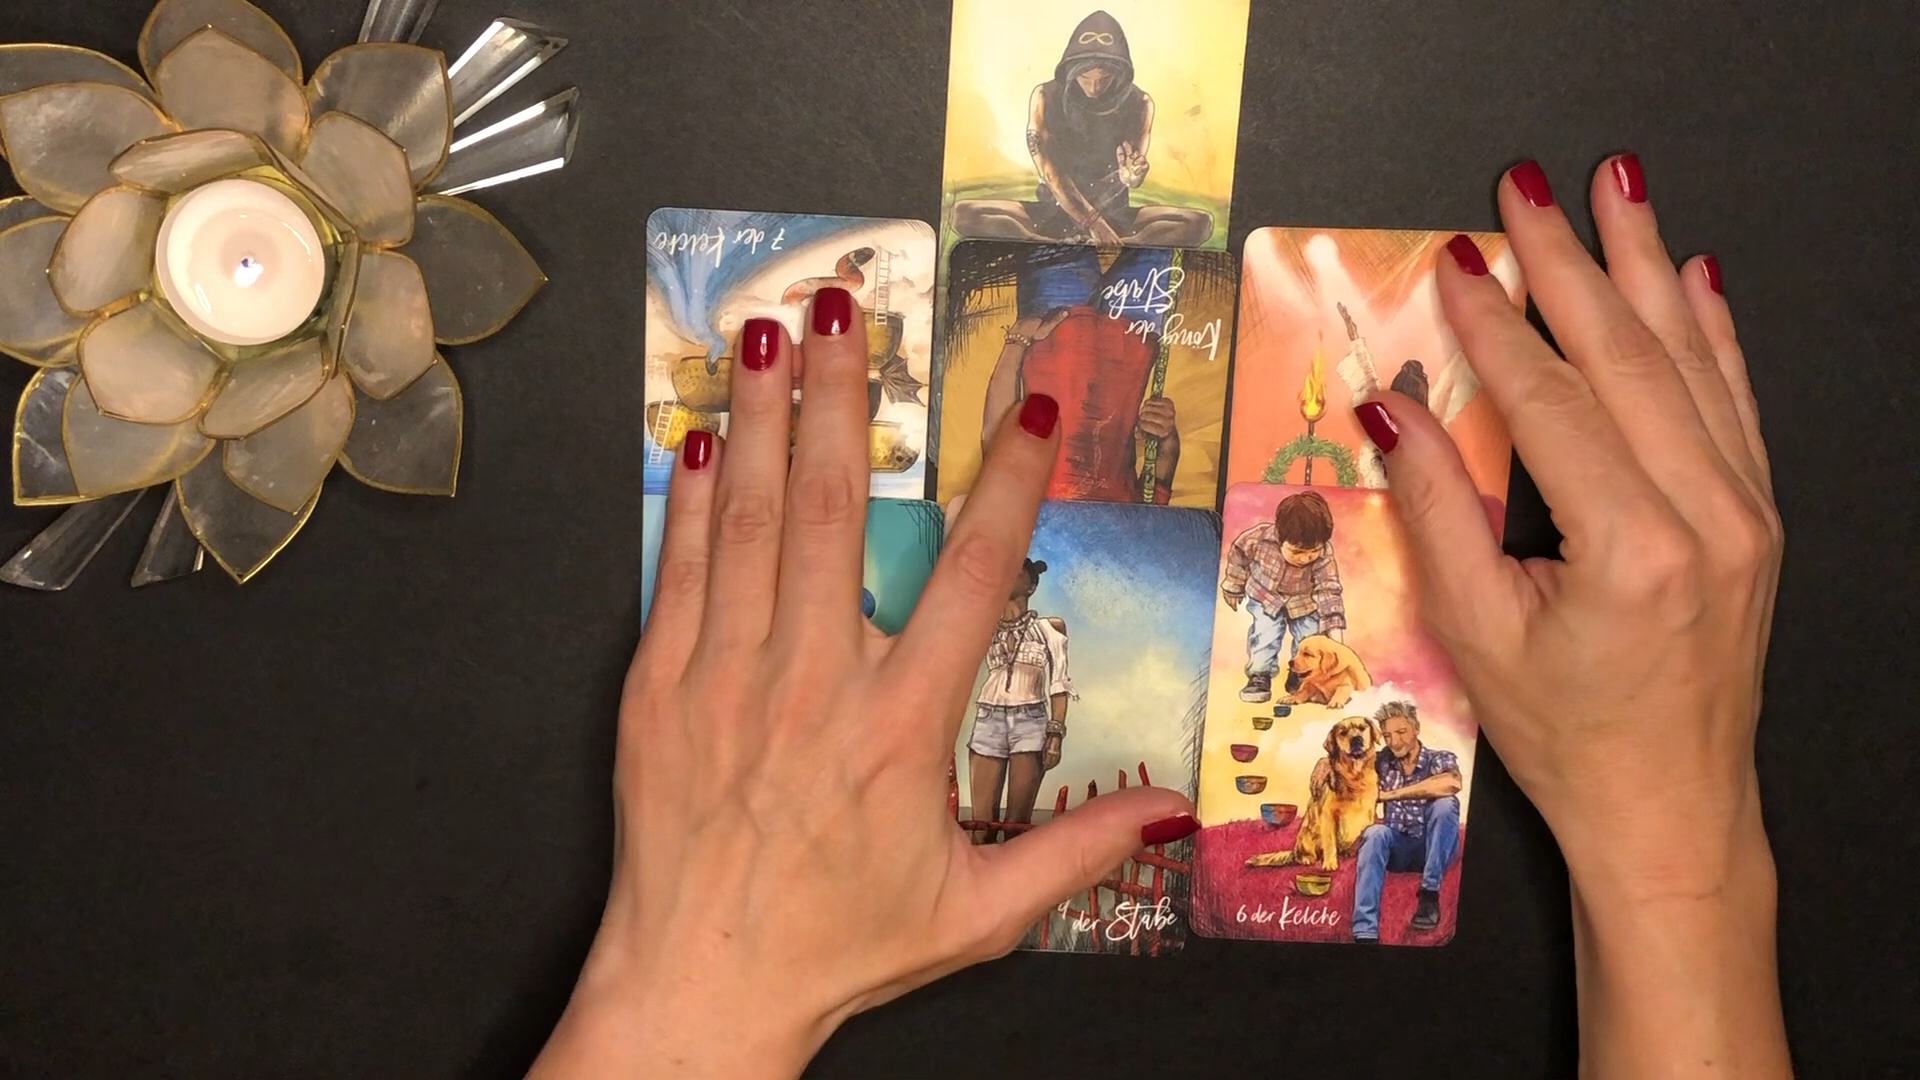 7 der Kelche
König der
Stäbe
9
der Stäbe
6 der Kelche